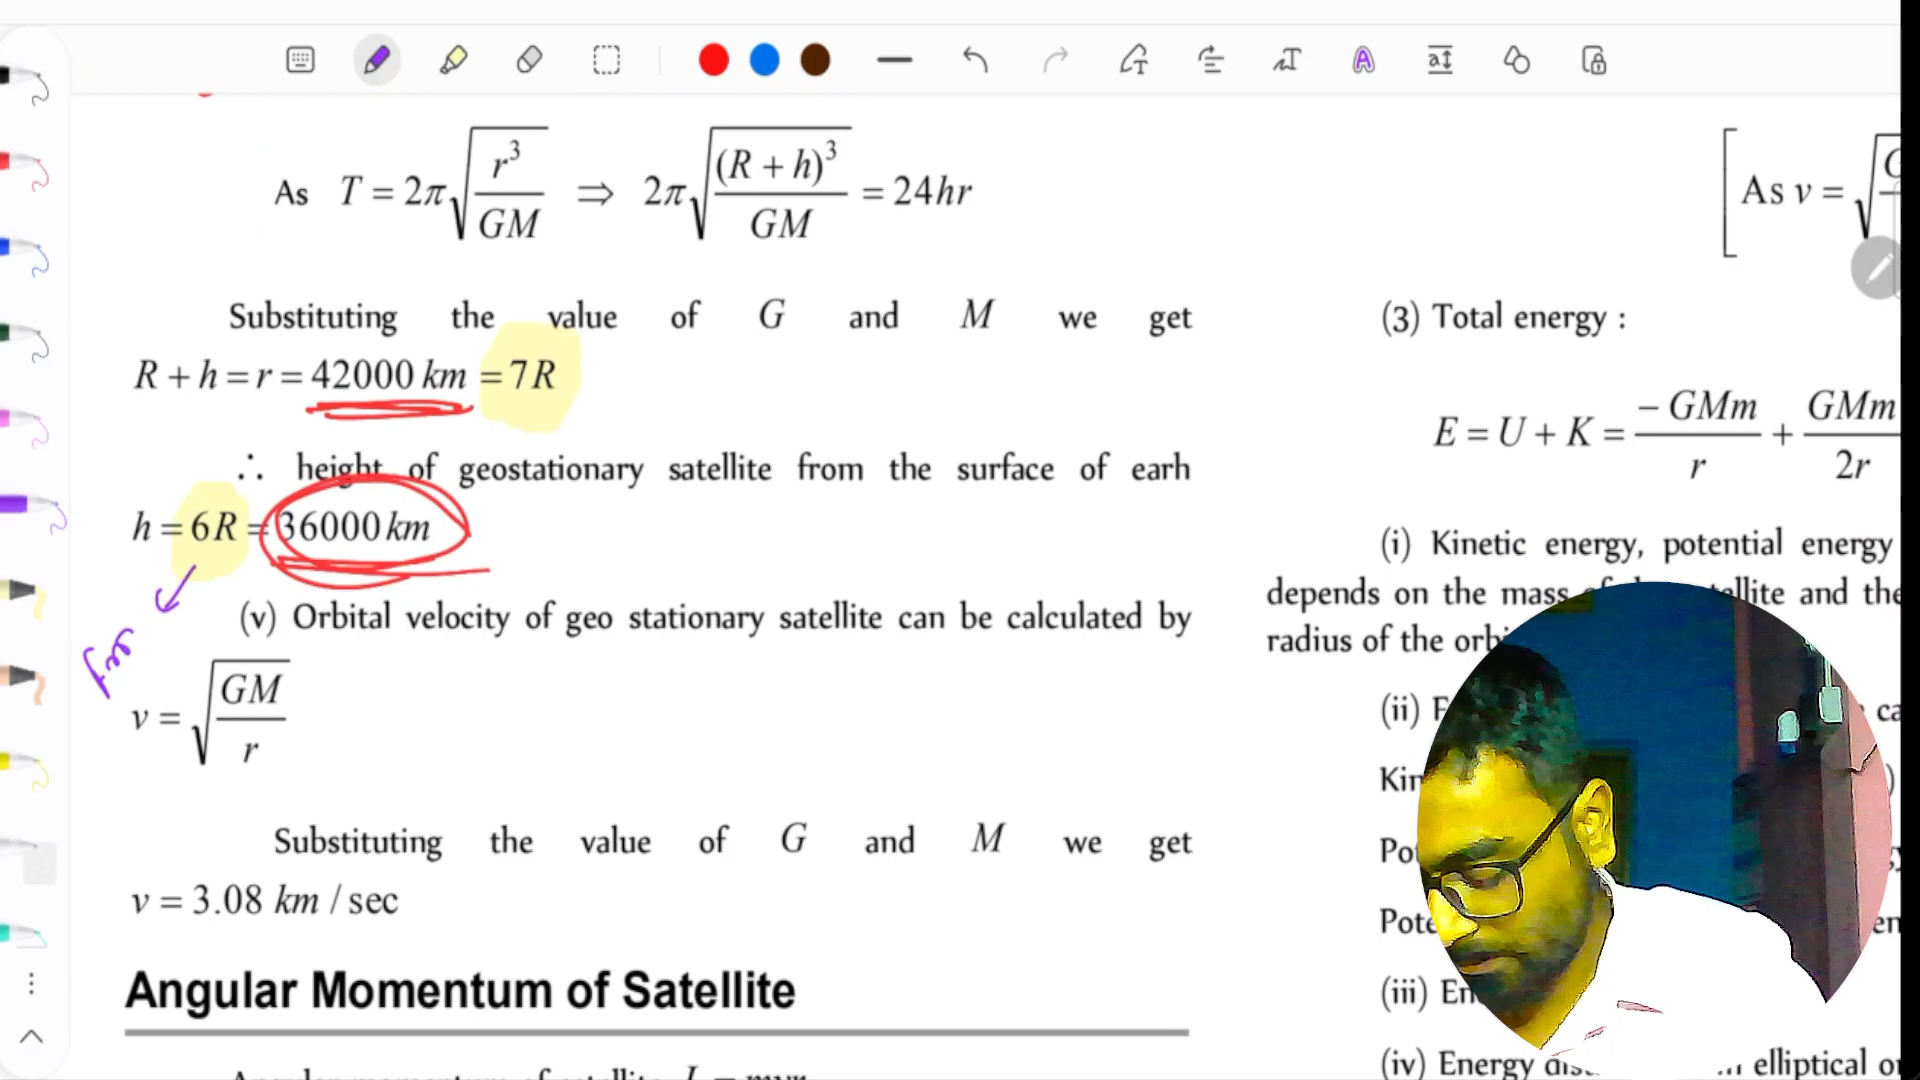 As T = 2π√(r³/GM) ⇒ 2π√((R + h)³/GM) = 24hr
Substituting the value of G and M we get
R + h = r = 42000 km = 7R
∴ height of geostationary satellite from the surface of earh
h = 6R = 36000 km
(v) Orbital velocity of geo stationary satellite can be calculated by
v = √(GM/r)
Substituting the value of G and M we get
v = 3.08 km / sec
Angular Momentum of Satellite
As v =
(3) Total energy :
E = U + K = −GMm/r + GMm/2r
(i) Kinetic energy, potential energy
depends on the mass and the
radius of the
(ii)
(iii)
(iv) Energy elliptical